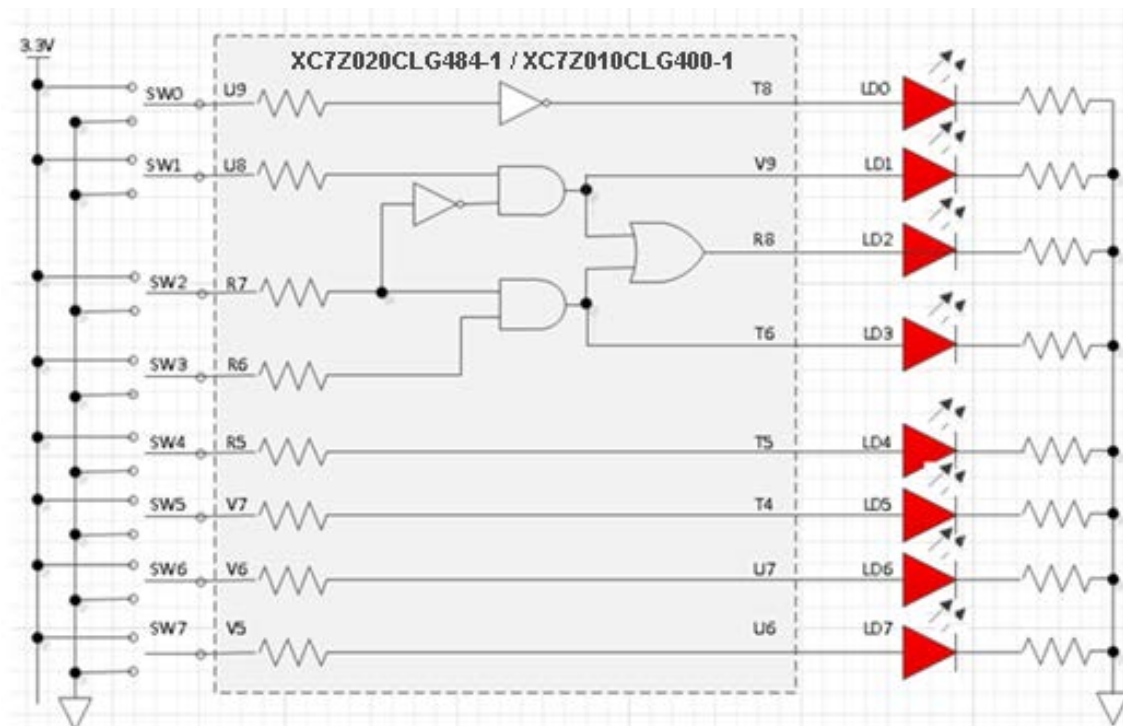 3.3V
XC7Z020CLG484-1 / XC7Z010CLG400-1
SW0 U9 T8 LD0
SW1 U8 V9 LD1
R8 LD2
SW2 R7
T6 LD3
SW3 R6
SW4 R5 T5 LD4
SW5 V7 T4 LD5
SW6 V6 U7 LD6
SW7 V5 U6 LD7